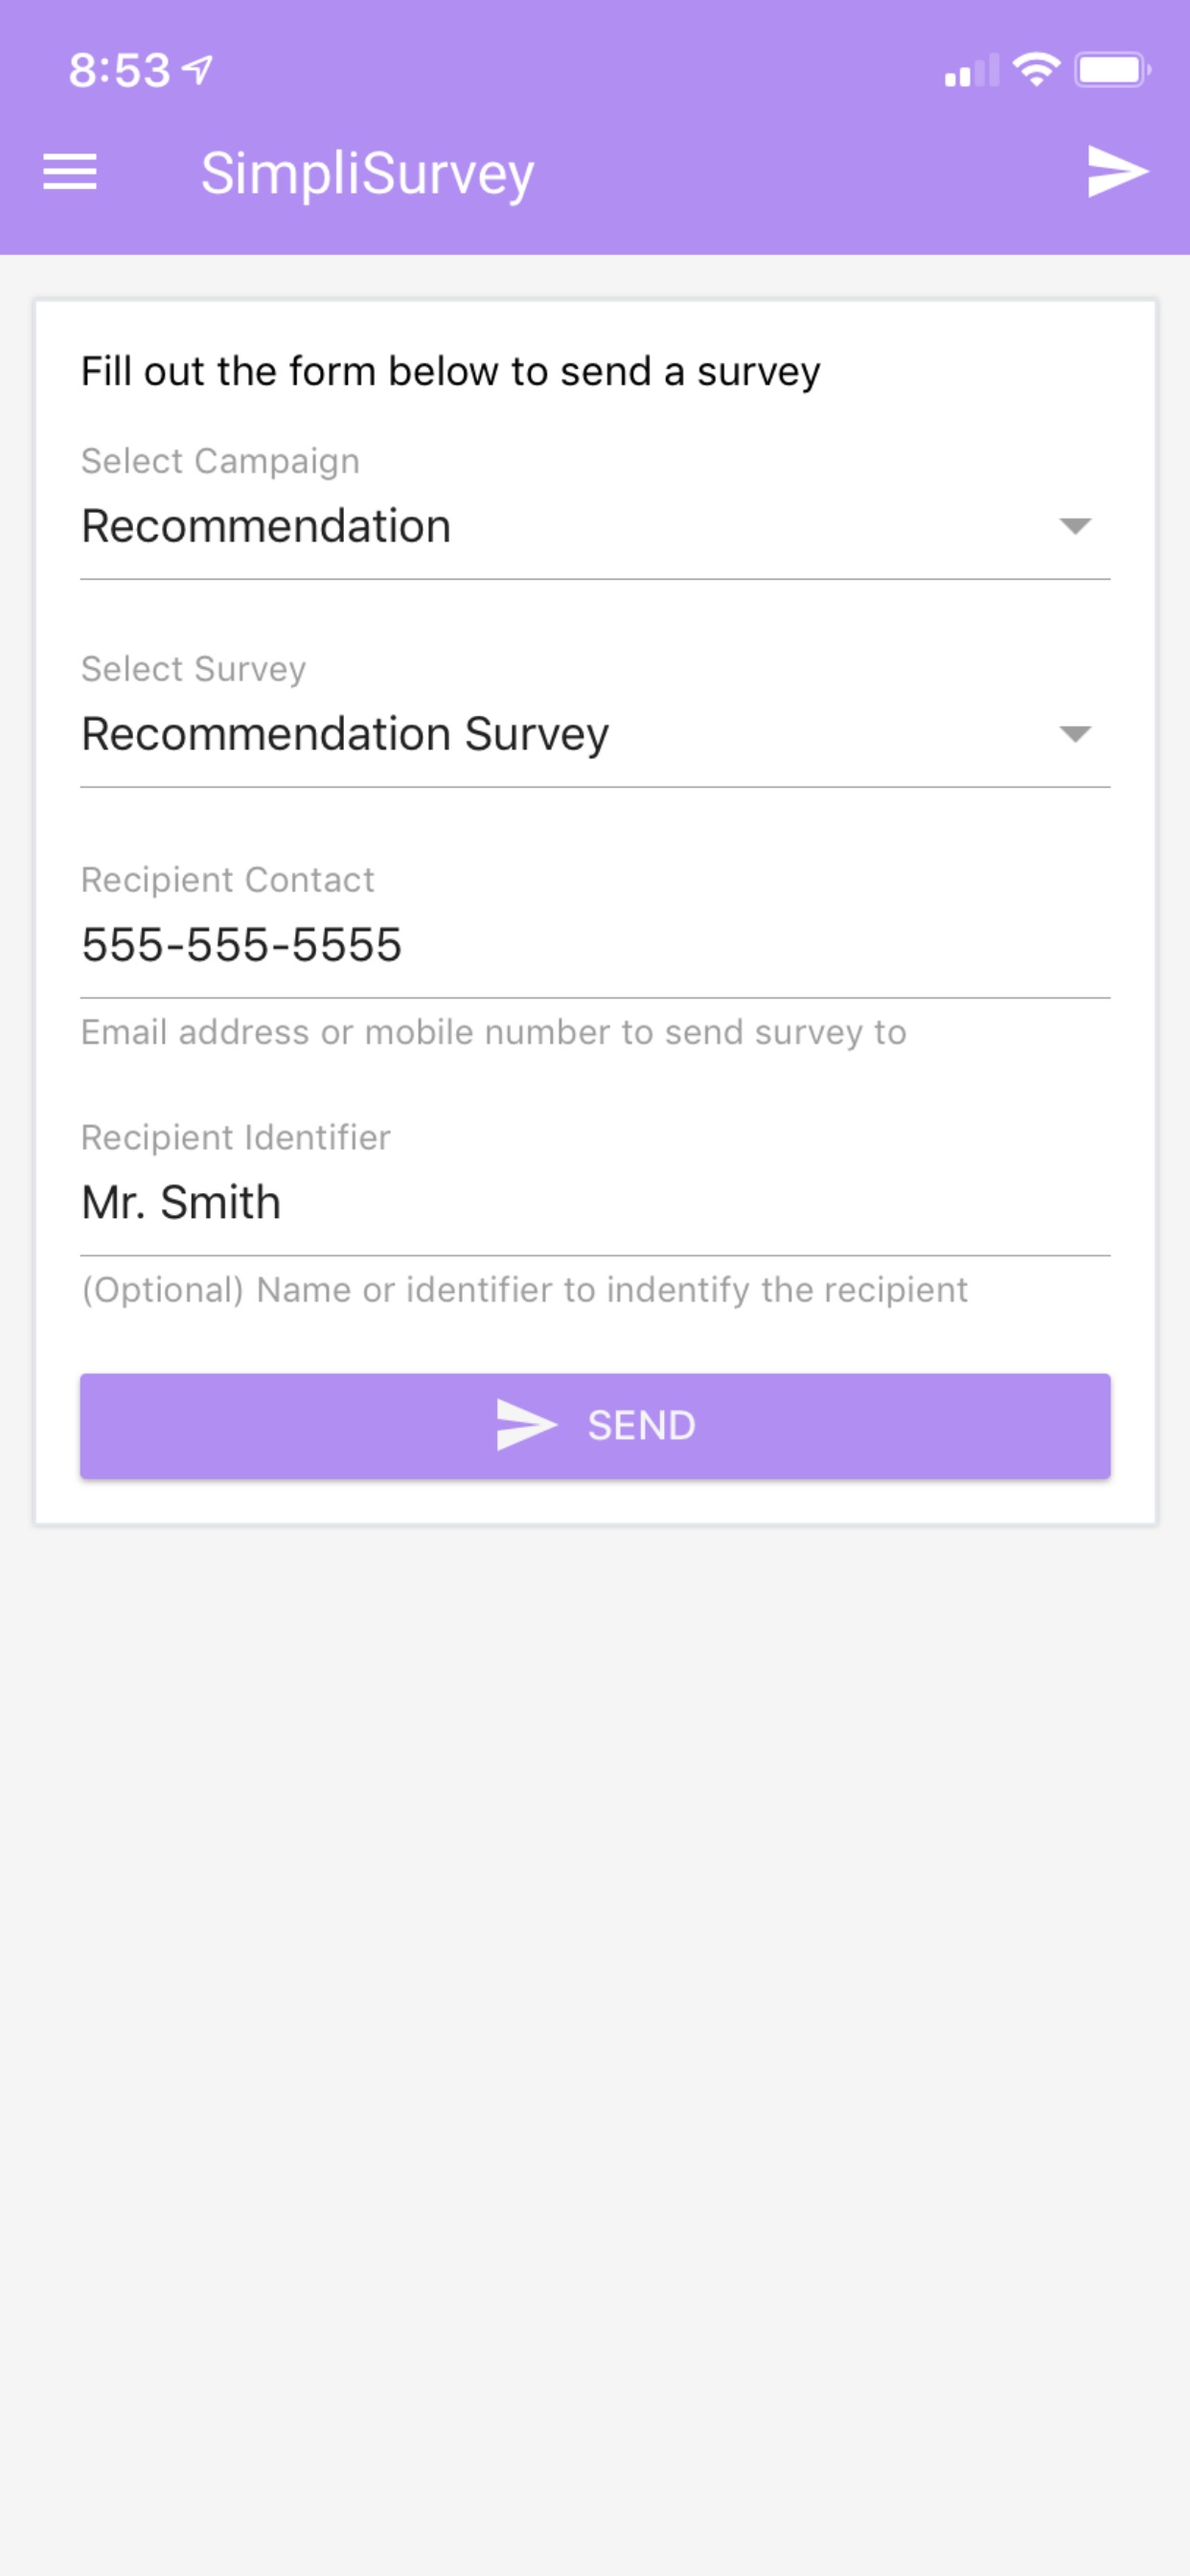 8:53
SimpliSurvey
Fill out the form below to send a survey
Select Campaign
Recommendation
Select Survey
Recommendation Survey
Recipient Contact
555-555-5555
Email address or mobile number to send survey to
Recipient Identifier
Mr. Smith
(Optional) Name or identifier to indentify the recipient
SEND